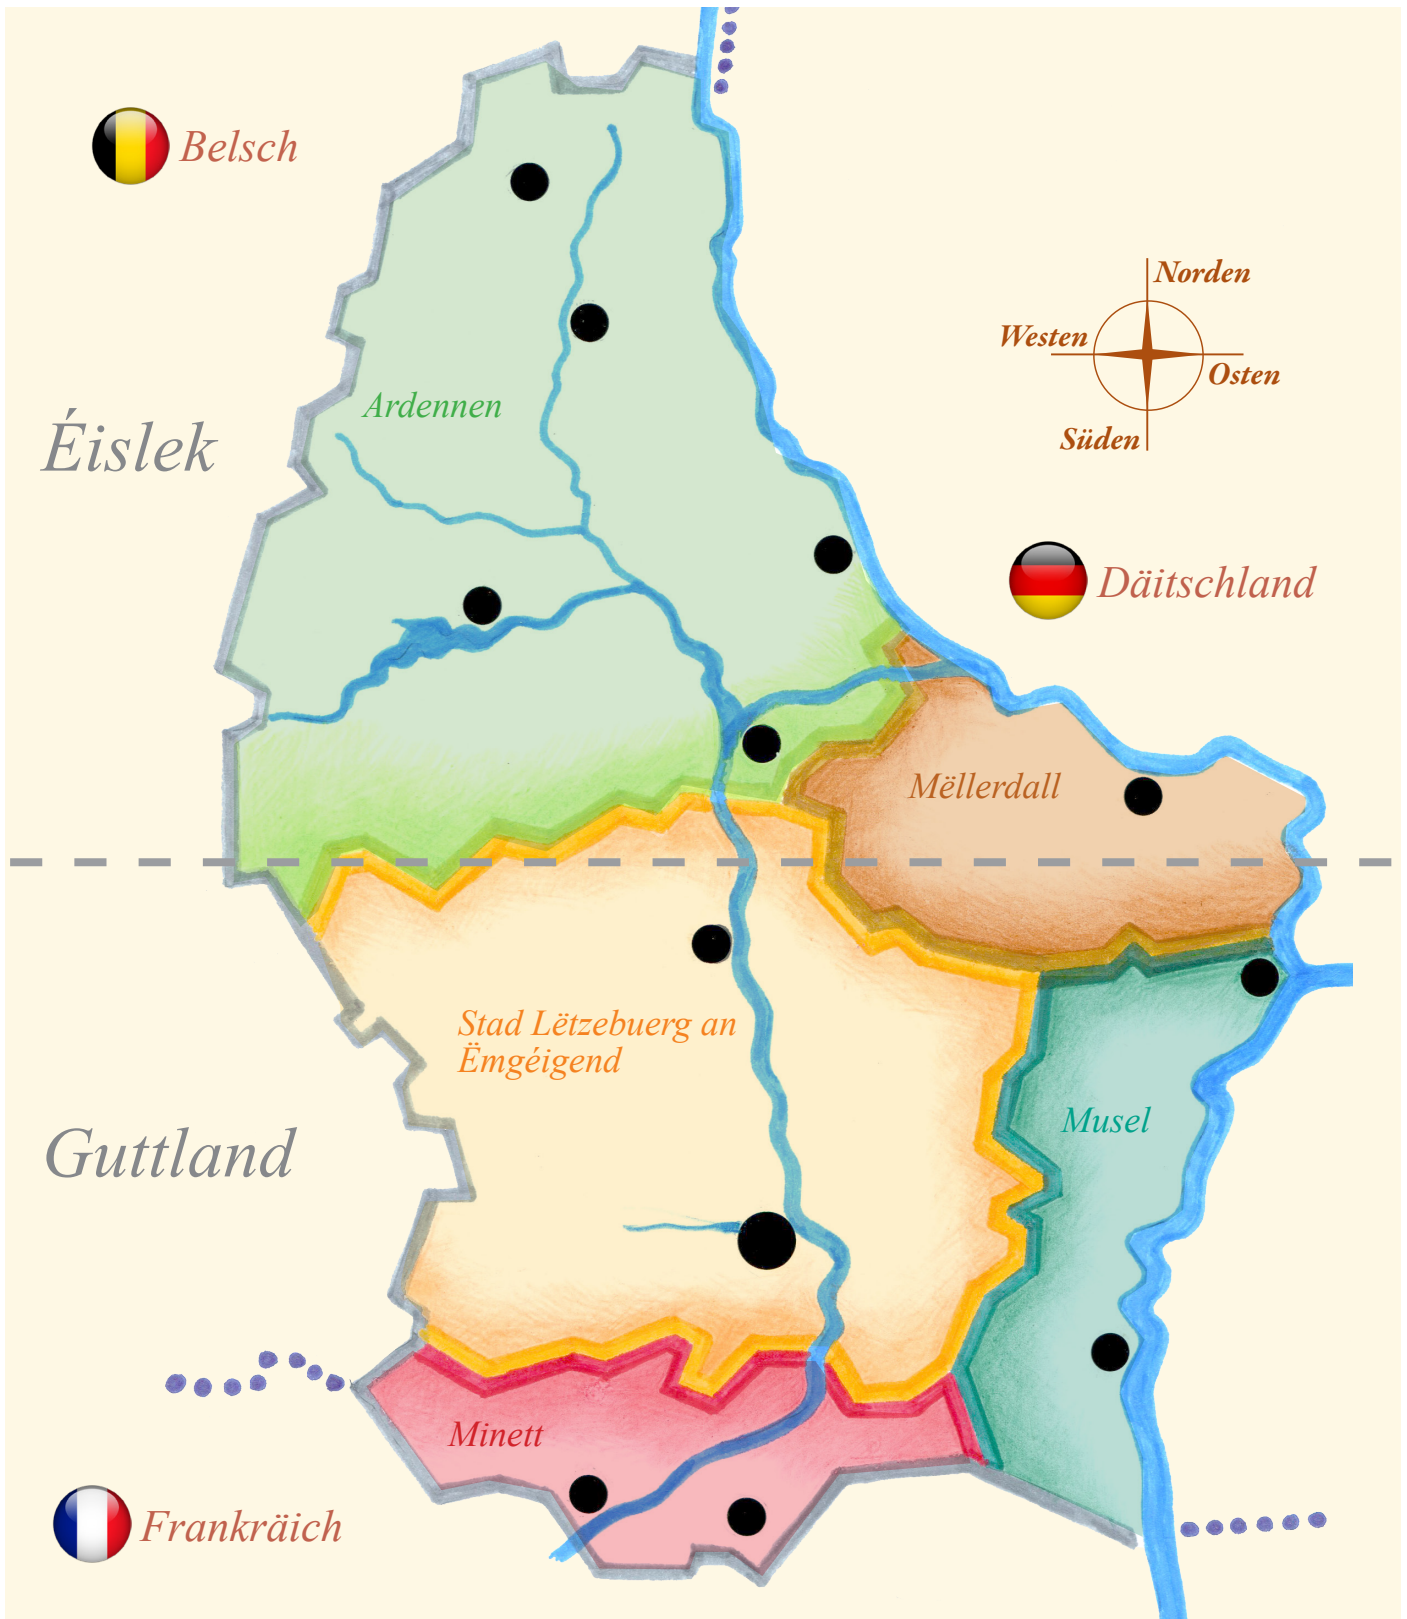 Belsch
Norden
Westen
Osten
Süden
Ardennen
Éislek
Däitschland
Mëllerdall
Stad Lëtzebuerg an
Ëmgéigend
Musel
Guttland
Minett
Frankräich